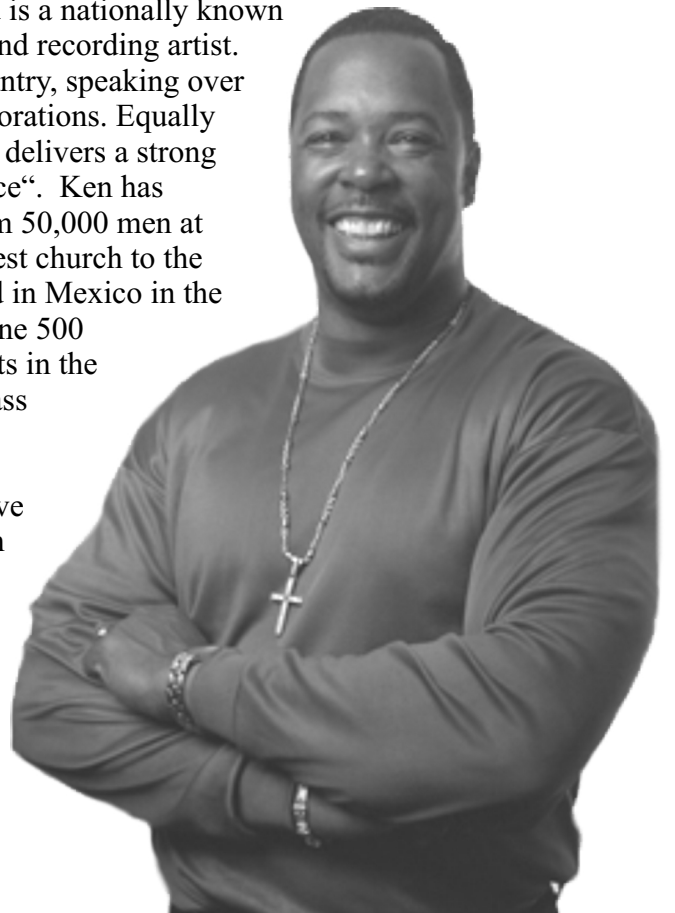 is a nationally known
nd recording artist.
ntry, speaking over
orations. Equally
delivers a strong
ce“. Ken has
m 50,000 men at
est church to the
d in Mexico in the
ne 500
ts in the
ass
ve
n